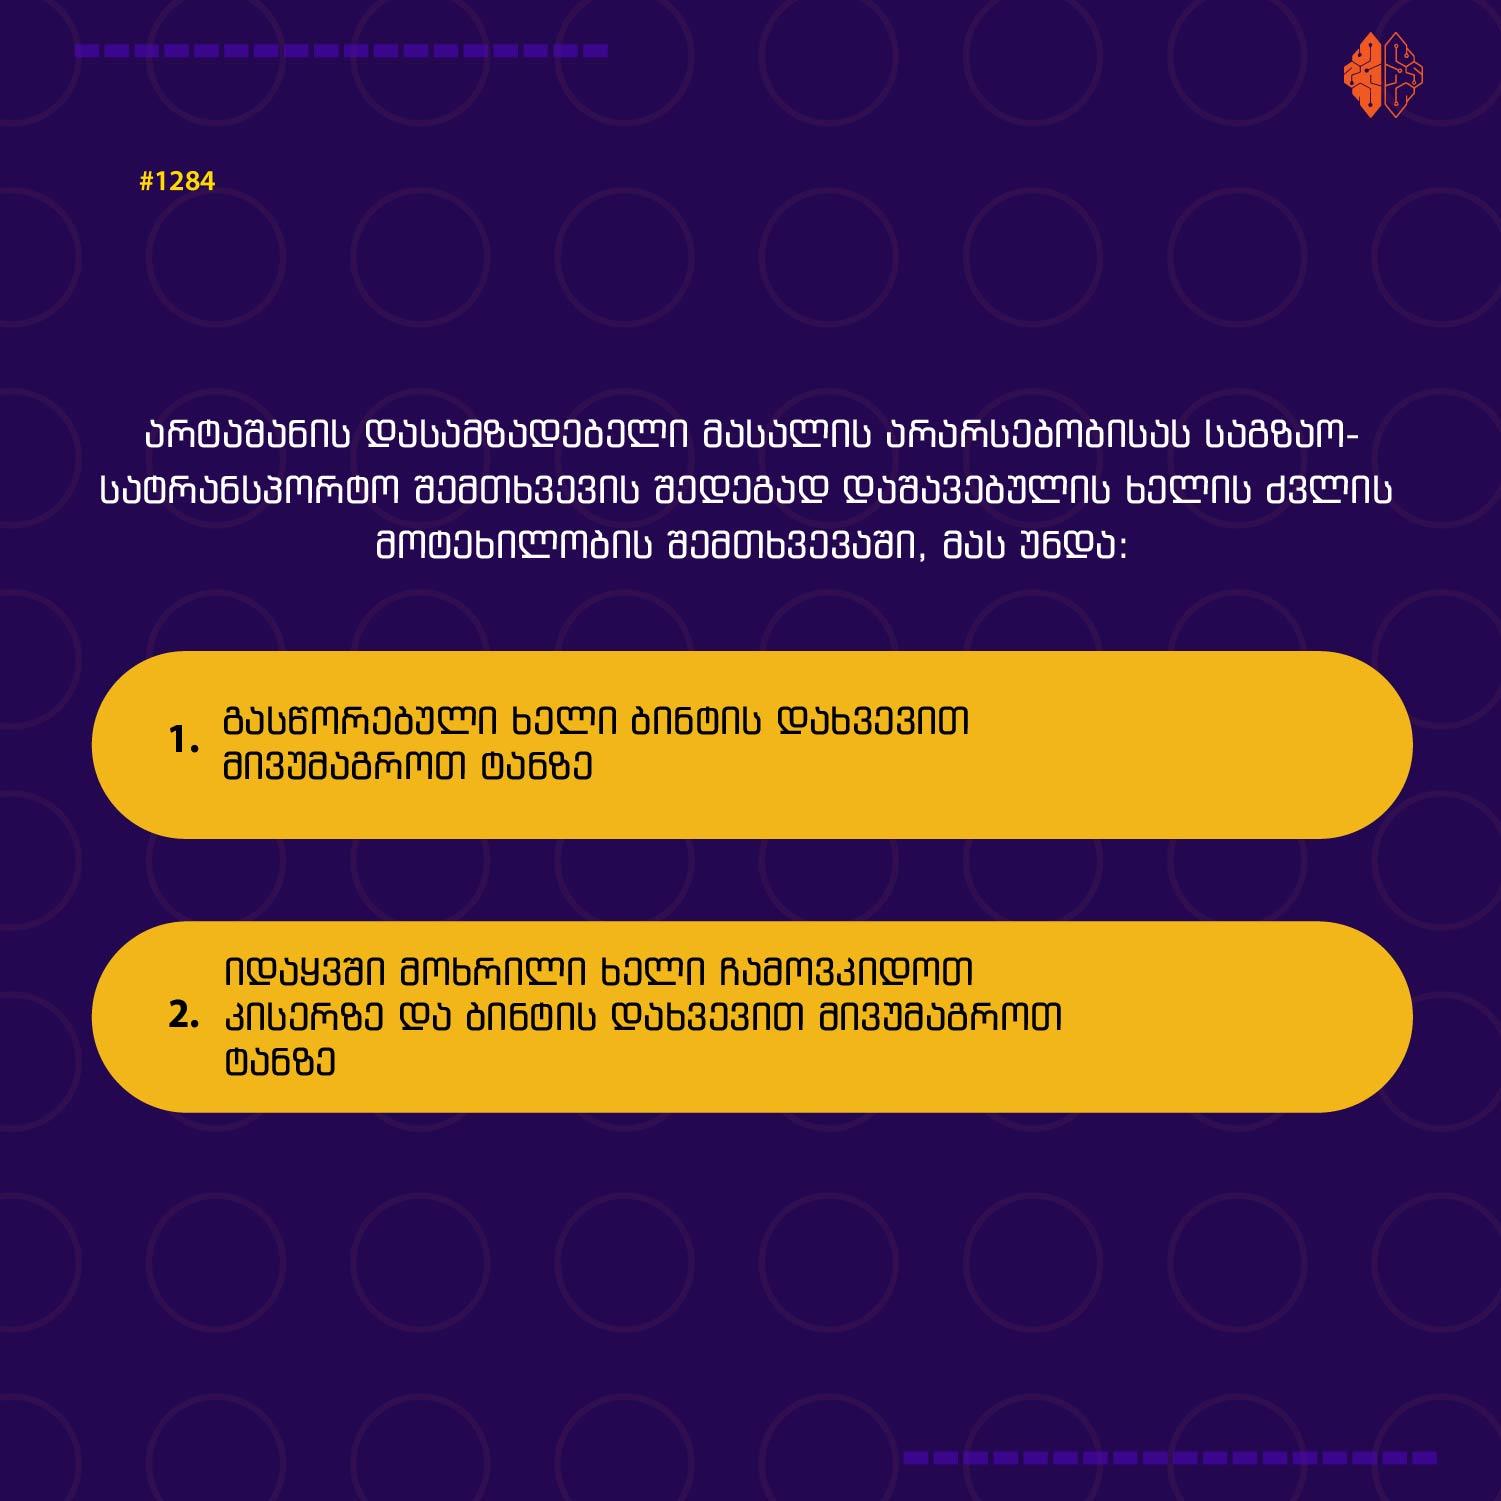 #1284
არტაშანის დასამზადებელი მასალის არარსებობისას საგზაო-
სატრანსპორტო შემთხვევის შედეგად დაშავებულის ხელის ძვლის
მოტეხილობის შემთხვევაში, მას უნდა:
1. გასწორებული ხელი ბინტის დახვევით
მივუმაგროთ ტანზე
იდაყვში მოხრილი ხელი ჩამოვკიდოთ
2. კისერზე და ბინტის დახვევით მივუმაგროთ
ტანზე